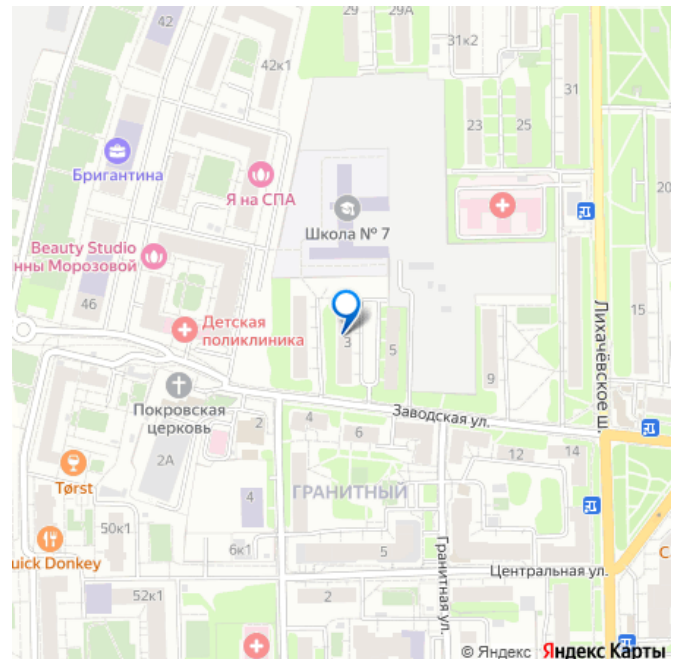 29
29А
42
31к2
42к1
31
23
25
Бригантина
20
Я на СПА
Школа № 7
Beauty Studio
нны Морозовой
Лихачёвское ш.
46
15
Детская
поликлиника
3
5
9
Покровская
церковь
2
4
6
Заводская ул.
2А
12
14
Tørst
4
ГРАНИТНЫЙ
50к1
6к1
5
uick Donkey
Гранитная ул.
Центральная ул.
С
52к1
2
© Яндекс Яндекс Карты